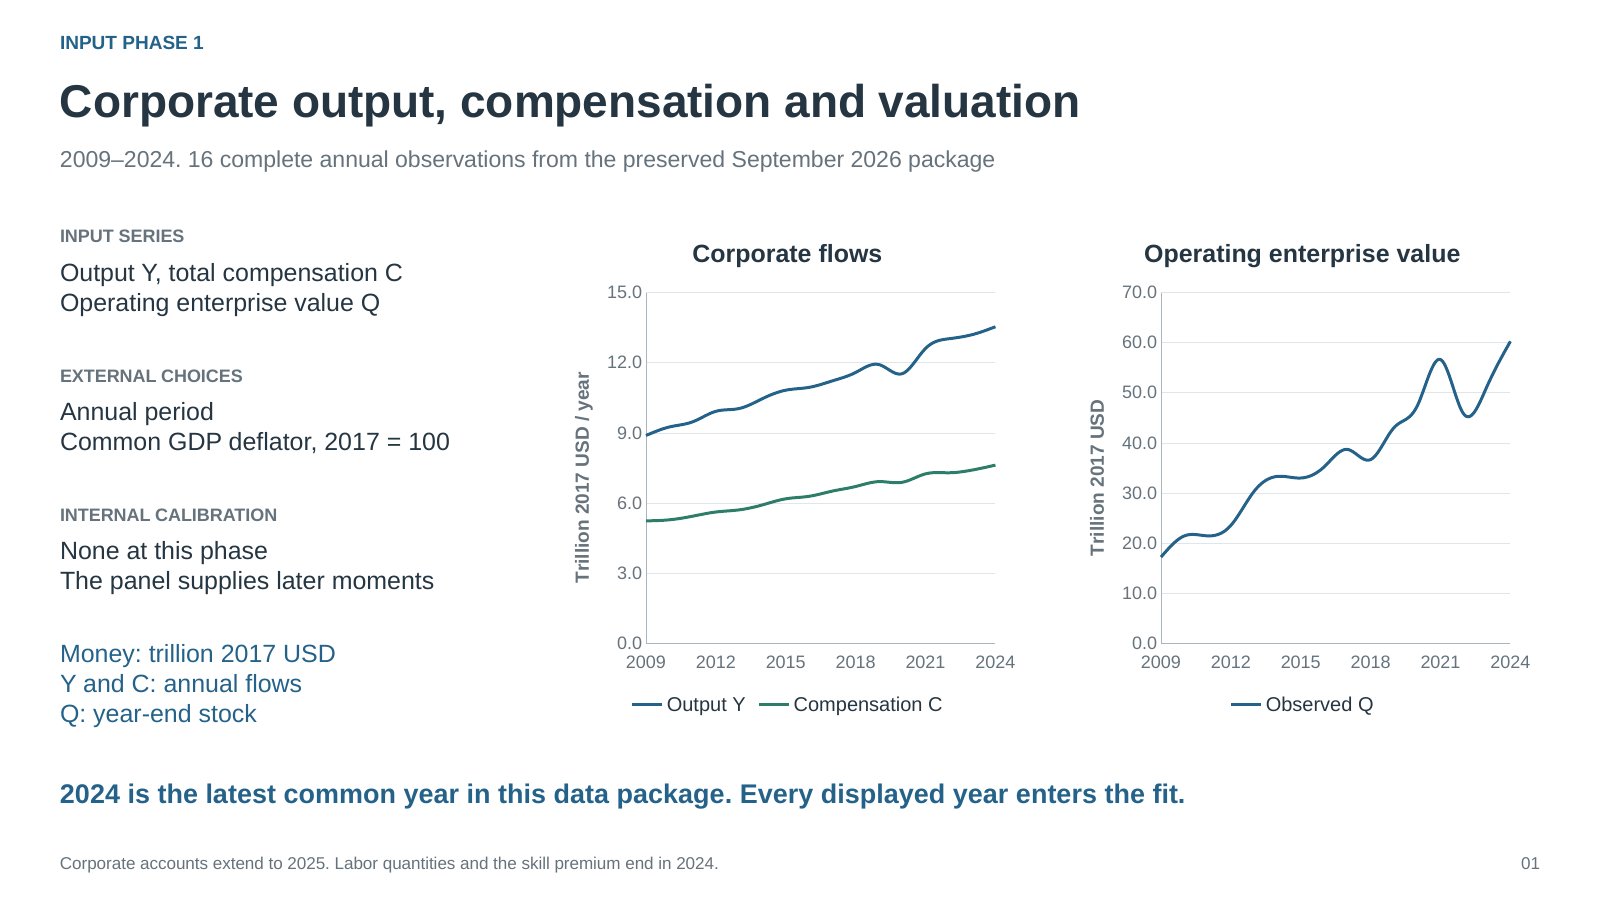 INPUT PHASE 1
Corporate output, compensation and valuation
2009–2024. 16 complete annual observations from the preserved September 2026 package
INPUT SERIES
Output Y, total compensation C
Operating enterprise value Q
EXTERNAL CHOICES
Annual period
Common GDP deflator, 2017 = 100
INTERNAL CALIBRATION
None at this phase
The panel supplies later moments
Money: trillion 2017 USD
Y and C: annual flows
Q: year-end stock
Corporate flows
Trillion 2017 USD / year
15.0
12.0
9.0
6.0
3.0
0.0
2009 2012 2015 2018 2021 2024
Output Y Compensation C
Operating enterprise value
Trillion 2017 USD
70.0
60.0
50.0
40.0
30.0
20.0
10.0
0.0
2009 2012 2015 2018 2021 2024
Observed Q
2024 is the latest common year in this data package. Every displayed year enters the fit.
Corporate accounts extend to 2025. Labor quantities and the skill premium end in 2024.
01